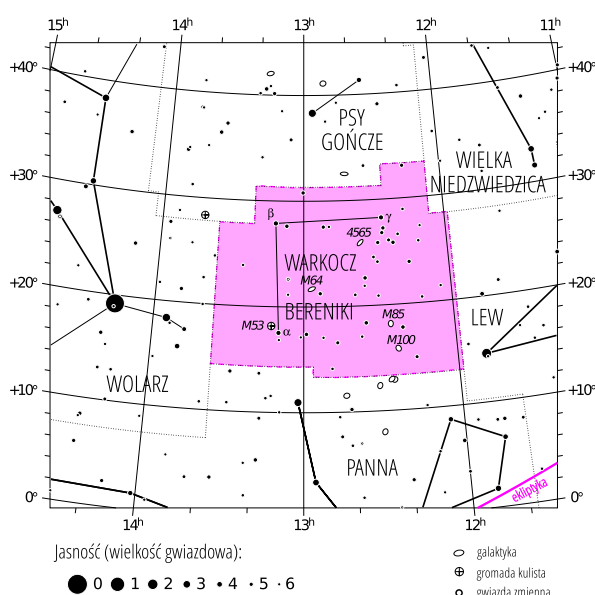 15ʰ 14ʰ 13ʰ 12ʰ 11ʰ
+40° +40°
PSY
GOŃCZE
WIELKA
NIEDZWIEDZICA
+30° +30°
β γ
4565
WARKOCZ
M64
+20° +20°
BERENIKI
M85
LEW
M53 α
M100
WOLARZ
+10° +10°
PANNA
ekliptyka
0° 0°
14ʰ 13ʰ 12ʰ
Jasność (wielkość gwiazdowa):
0 1 2 3 4 5 6
galaktyka
gromada kulista
gwiazda zmienna